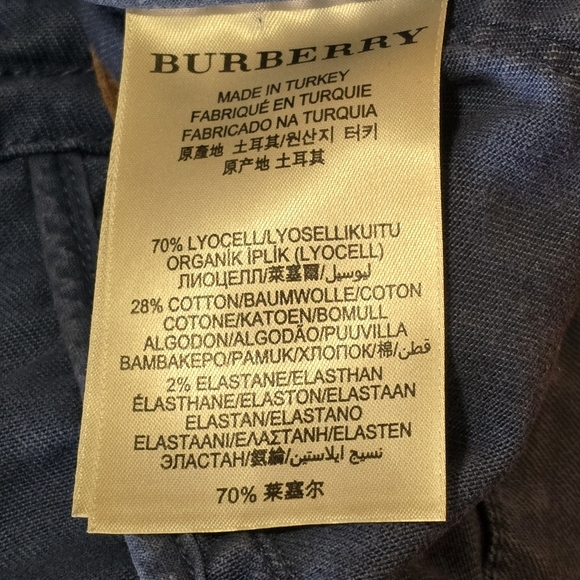 BURBERRY
MADE IN TURKEY
FABRIQUÉ EN TURQUIE
FABRICADO NA TURQUIA
原產地 土耳其/원산지 터키
原产地 土耳其
70% LYOCELL/LYOSELLIKUITU
ORGANİK İPLİK (LYOCELL)
ЛИОЦЕЛЛ/萊塞爾/ليوسيل
28% COTTON/BAUMWOLLE/COTON
COTONE/KATOEN/BOMULL
ALGODON/ALGODÃO/PUUVILLA
BAMBAKEPO/PAMUK/ХЛОПОК/棉/قطن
2% ELASTANE/ELASTHAN
ÉLASTHANE/ELASTON/ELASTAAN
ELASTAN/ELASTANO
ELASTAANI/ΕΛΑΣΤΑΝΗ/ELASTEN
ЭЛАСТАН/氨綸/نسيج ايلاستين
70% 莱塞尔